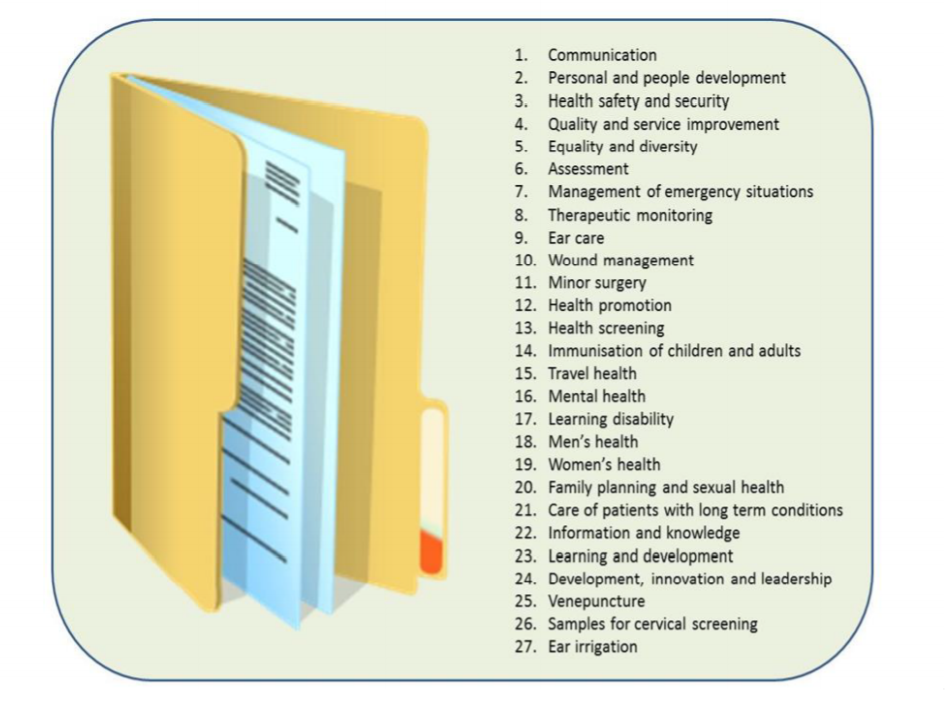 1. Communication
2. Personal and people development
3. Health safety and security
4. Quality and service improvement
5. Equality and diversity
6. Assessment
7. Management of emergency situations
8. Therapeutic monitoring
9. Ear care
10. Wound management
11. Minor surgery
12. Health promotion
13. Health screening
14. Immunisation of children and adults
15. Travel health
16. Mental health
17. Learning disability
18. Men’s health
19. Women’s health
20. Family planning and sexual health
21. Care of patients with long term conditions
22. Information and knowledge
23. Learning and development
24. Development, innovation and leadership
25. Venepuncture
26. Samples for cervical screening
27. Ear irrigation